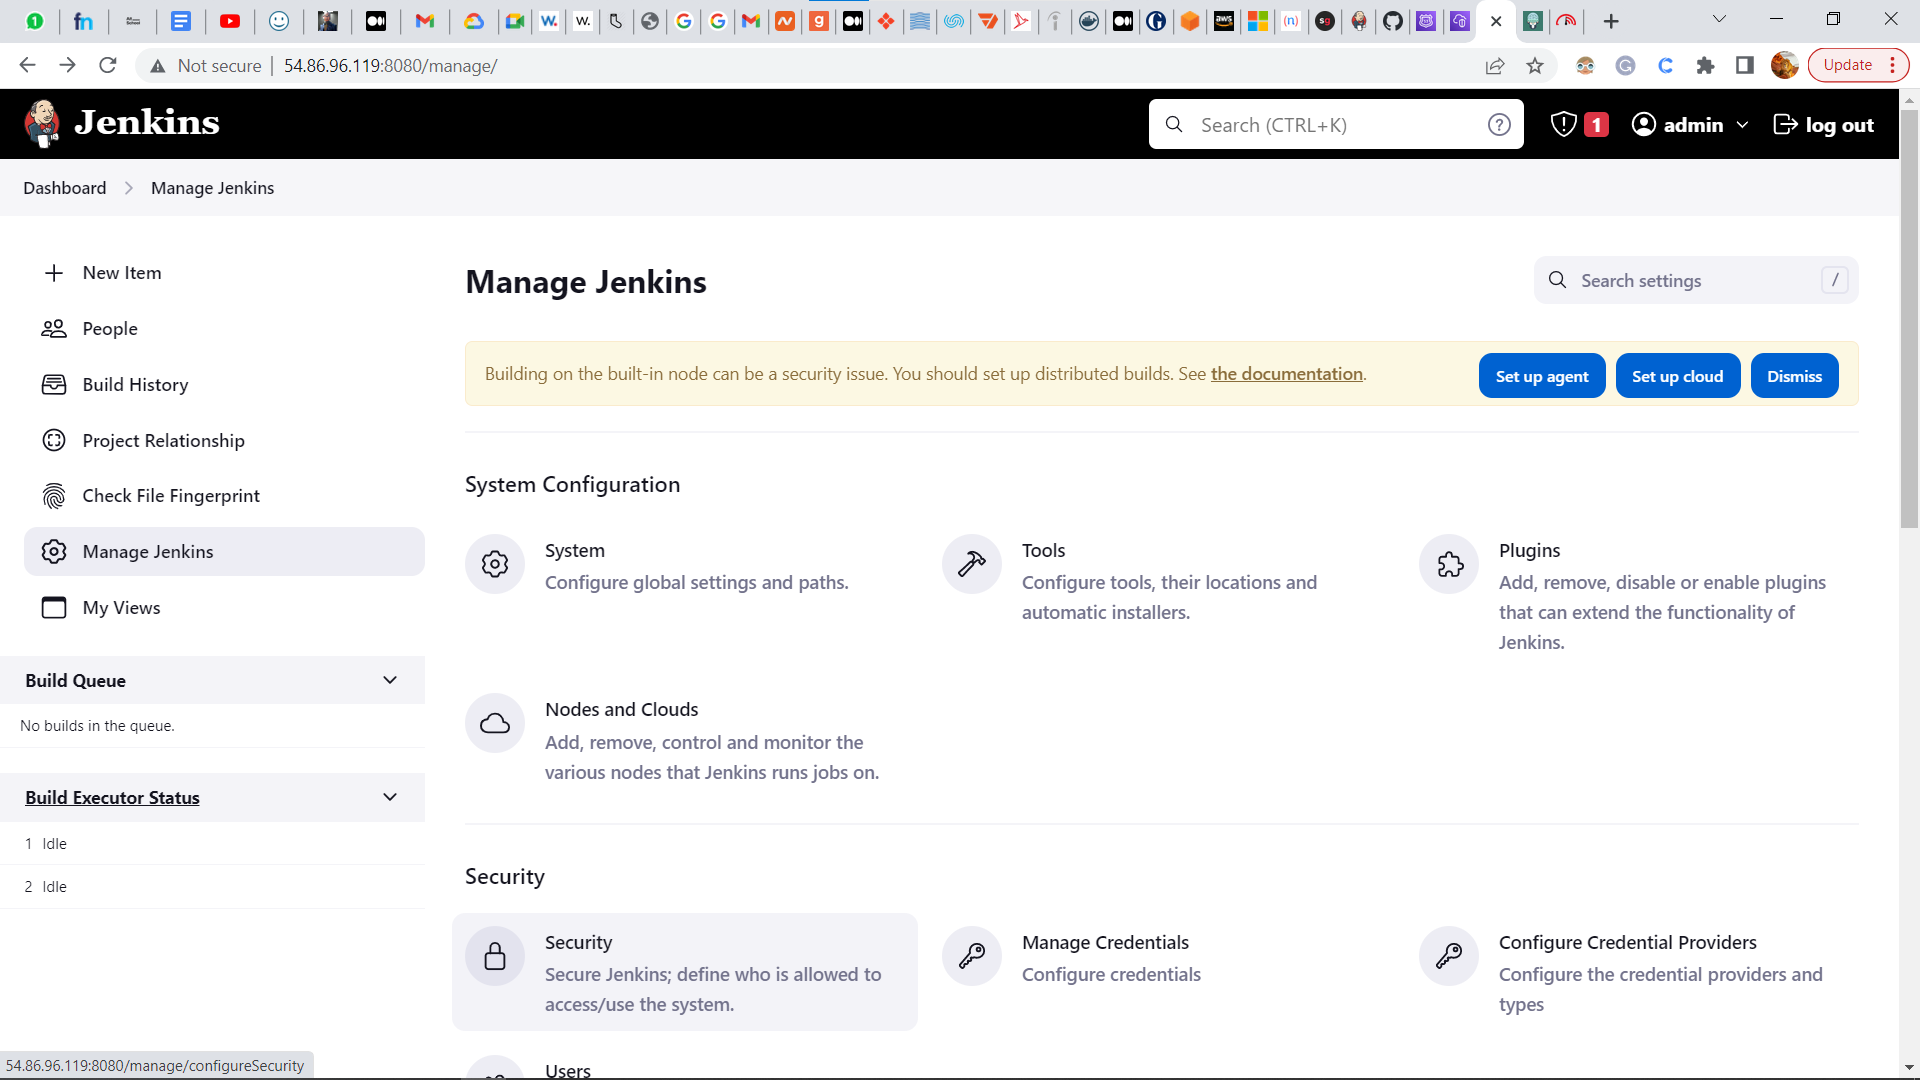 Not secure
54.86.96.119:8080/manage/
Update
Jenkins
Search (CTRL+K)
1
admin
log out
Dashboard
Manage Jenkins
New Item
People
Build History
Project Relationship
Check File Fingerprint
Manage Jenkins
My Views
Build Queue
No builds in the queue.
Build Executor Status
1 Idle
2 Idle
Manage Jenkins
Search settings
/
Building on the built-in node can be a security issue. You should set up distributed builds. See the documentation.
Set up agent
Set up cloud
Dismiss
System Configuration
System
Configure global settings and paths.
Tools
Configure tools, their locations and
automatic installers.
Plugins
Add, remove, disable or enable plugins
that can extend the functionality of
Jenkins.
Nodes and Clouds
Add, remove, control and monitor the
various nodes that Jenkins runs jobs on.
Security
Security
Secure Jenkins; define who is allowed to
access/use the system.
Manage Credentials
Configure credentials
Configure Credential Providers
Configure the credential providers and
types
Users
54.86.96.119:8080/manage/configureSecurity